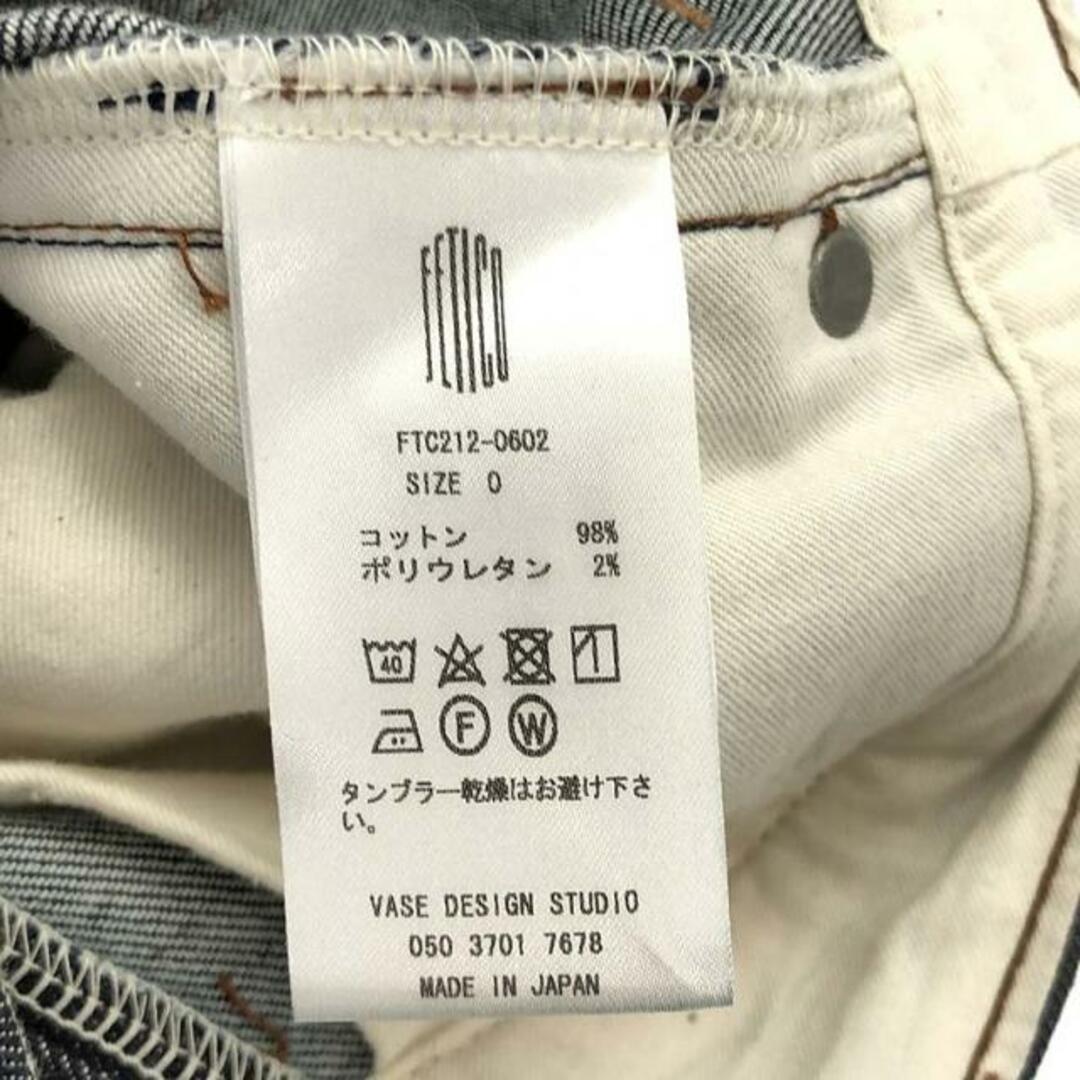 FETICO
FTC212-0602
SIZE 0
コットン 98%
ポリウレタン 2%
40
F W
タンブラー乾燥はお避け下さ
い。
VASE DESIGN STUDIO
050 3701 7678
MADE IN JAPAN